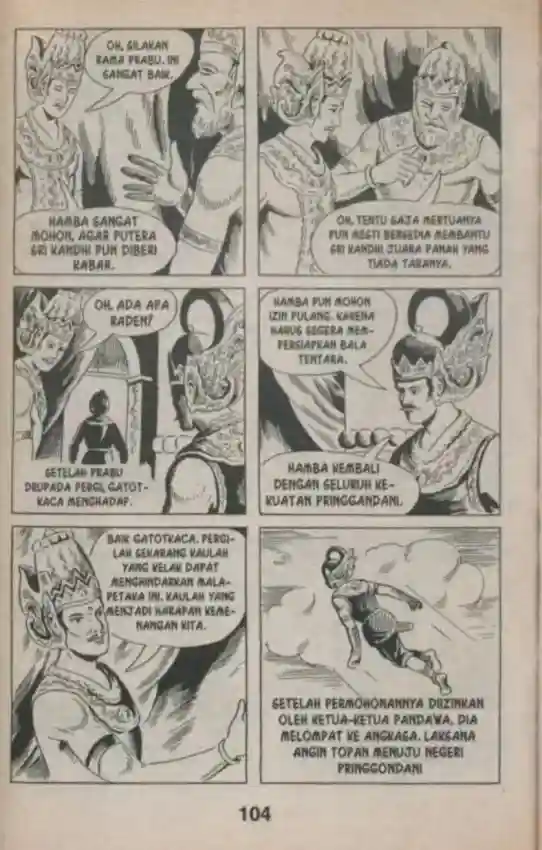 OH, SILAKAN
RAMA PRABU. INI
SANGAT BAIK.
HAMBA SANGAT
MOHON, AGAR PUTERA
SRI KANDHI PUN DIBERI
KABAR.
OH, TENTU SAJA MERTUANYA
PUN MESTI BERSEDIA MEMBANTU
SRI KANDHI JUARA PANAH YANG
TIADA TARANYA.
OH, ADA APA
RADEN?
SETELAH PRABU
DRUPADA PERGI, GATOT-
KACA MENGHADAP.
HAMBA PUN MOHON
IZIN PULANG. KARENA
HARUS SEGERA MEM-
PERSIAPKAN BALA
TENTARA.
HAMBA KEMBALI
DENGAN SELURUH KE-
KUATAN PRINGGANDANI.
BAIK GATOTKACA. PERGI-
LAH SEKARANG KAULAH
YANG KELAK DAPAT
MENGHINDARKAN MALA-
PETAKA INI. KAULAH YANG
MENJADI HARAPAN KEME-
NANGAN KITA.
SETELAH PERMOHONANNYA DIIZINKAN
OLEH KETUA-KETUA PANDAWA, DIA
MELOMPAT KE ANGKASA. LAKSANA
ANGIN TOPAN MENUJU NEGERI
PRINGGONDANI
104